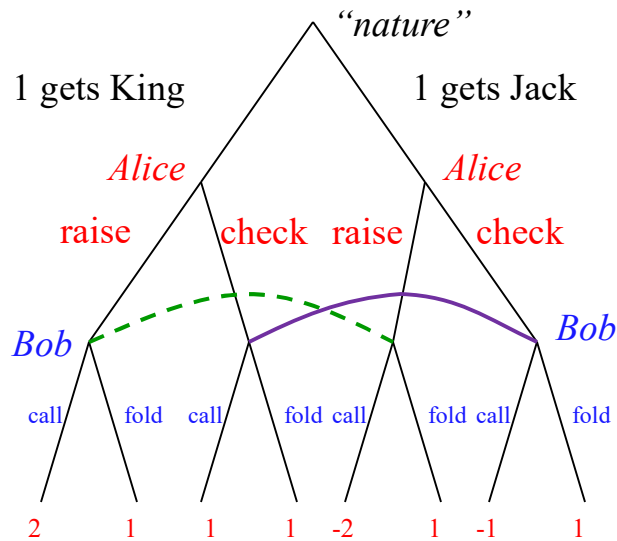 “nature”
1 gets King
1 gets Jack
Alice
Alice
raise
check
raise
check
Bob
Bob
call
fold
call
fold
call
fold
call
fold
2
1
1
1
-2
1
-1
1